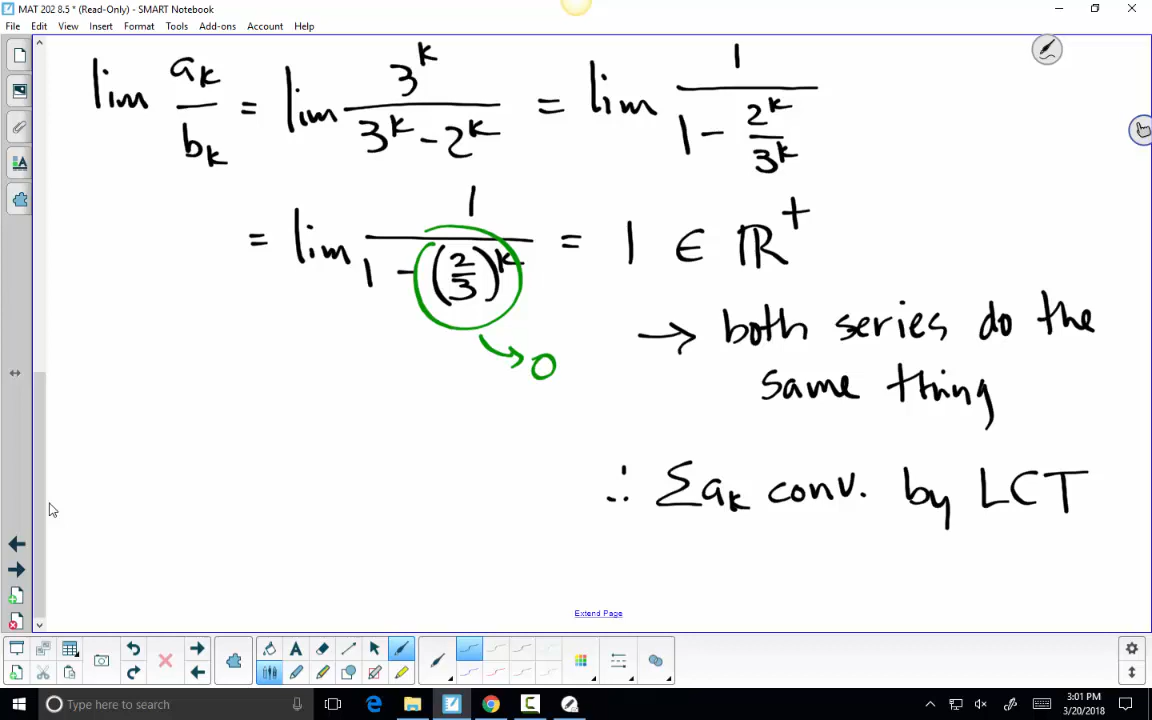 MAT 202 8.5 * (Read-Only) - SMART Notebook
File Edit View Insert Format Tools Add-ons Account Help
lim a_k / b_k = lim 3^k / (3^k - 2^k) = lim 1 / (1 - 2^k / 3^k)
= lim 1 / (1 - (2/3)^k) = 1 ∈ ℝ^+
→ 0
→ both series do the
same thing
∴ Σa_k conv. by LCT
Extend Page
Type here to search
3:01 PM
3/20/2018